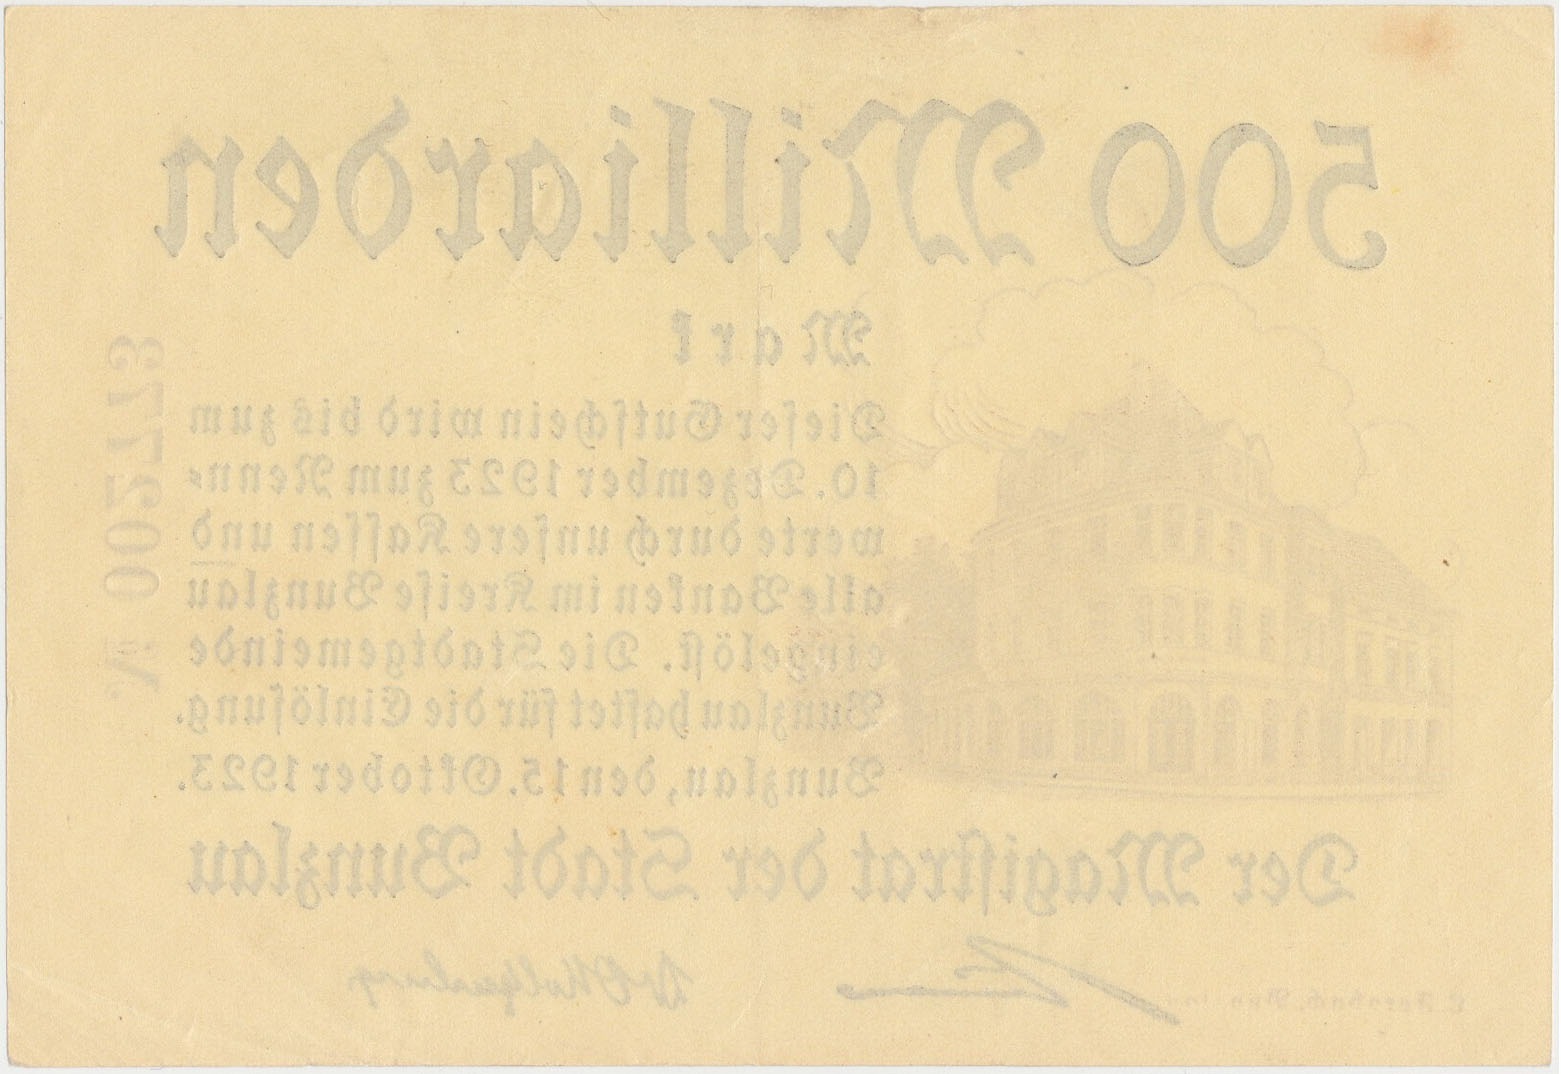 500 Milliarden
Mark
Dieser Gutschein wird bis zum
10. Dezember 1923 zum Nenn⸗
werte durch unsere Kassen und
alle Banken im Kreise Bunzlau
eingelöst. Die Stadtgemeinde
Bunzlau haftet für die Einlösung.
Bunzlau, den 15. Oktober 1923.
Der Magistrat der Stadt Bunzlau
№ 002773